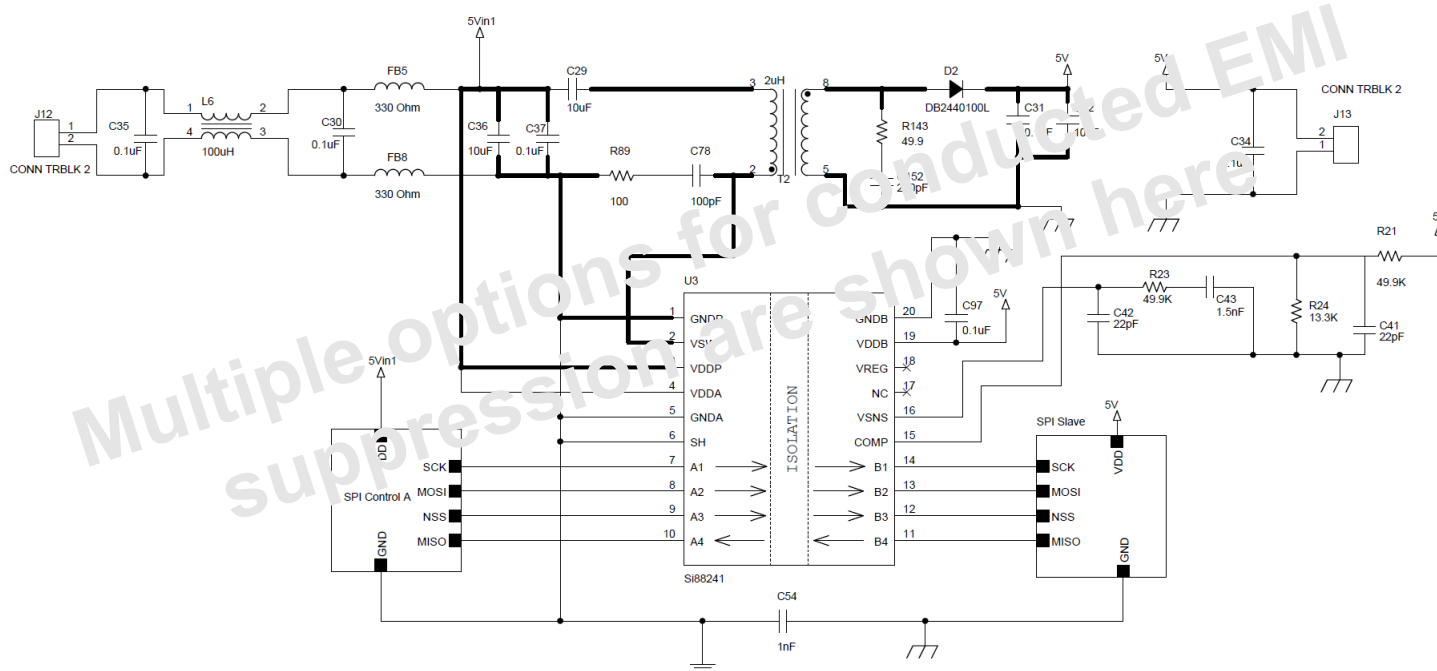 Multiple options for conducted EMI
suppression are shown here
5Vin1
J12
1
2
CONN TRBLK 2
C35
0.1uF
L6
1
2
4
3
100uH
C30
0.1uF
FB5
330 Ohm
FB8
330 Ohm
C36
10uF
C37
0.1uF
C29
10uF
R89
100
C78
100pF
3
2uH
8
2
T2
5
D2
DB2440100L
R143
49.9
5V
C31
5V
C34
CONN TRBLK 2
J13
2
1
R21
49.9K
R23
49.9K
C43
1.5nF
C42
22pF
R24
13.3K
C41
22pF
C97
0.1uF
5V
U3
1
2
VDDP
4
VDDA
5
GNDA
6
SH
7
A1
8
A2
9
A3
10
A4
ISOLATION
GNDB
20
VDDB
19
VREG
18
NC
17
VSNS
16
COMP
15
B1
14
B2
13
B3
12
B4
11
Si88241
5Vin1
SPI Control A
SCK
MOSI
NSS
MISO
GND
SPI Slave
5V
VDD
SCK
MOSI
NSS
MISO
GND
C54
1nF